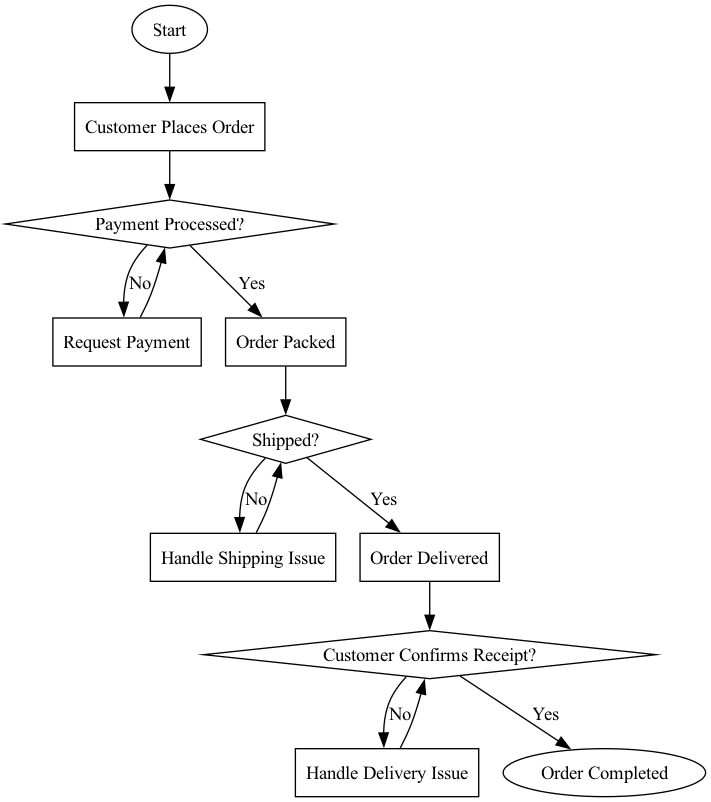 Start
Customer Places Order
Payment Processed?
No
Yes
Request Payment
Order Packed
Shipped?
No
Yes
Handle Shipping Issue
Order Delivered
Customer Confirms Receipt?
No
Yes
Handle Delivery Issue
Order Completed